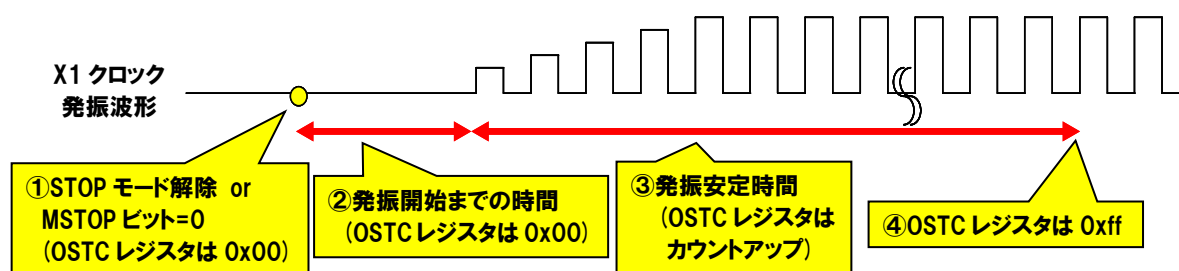 X1 クロック
発振波形
①STOP モード解除 or
MSTOP ビット=0
(OSTC レジスタは 0x00)
②発振開始までの時間
(OSTC レジスタは 0x00)
③発振安定時間
(OSTC レジスタは
カウントアップ)
④OSTC レジスタは 0xff